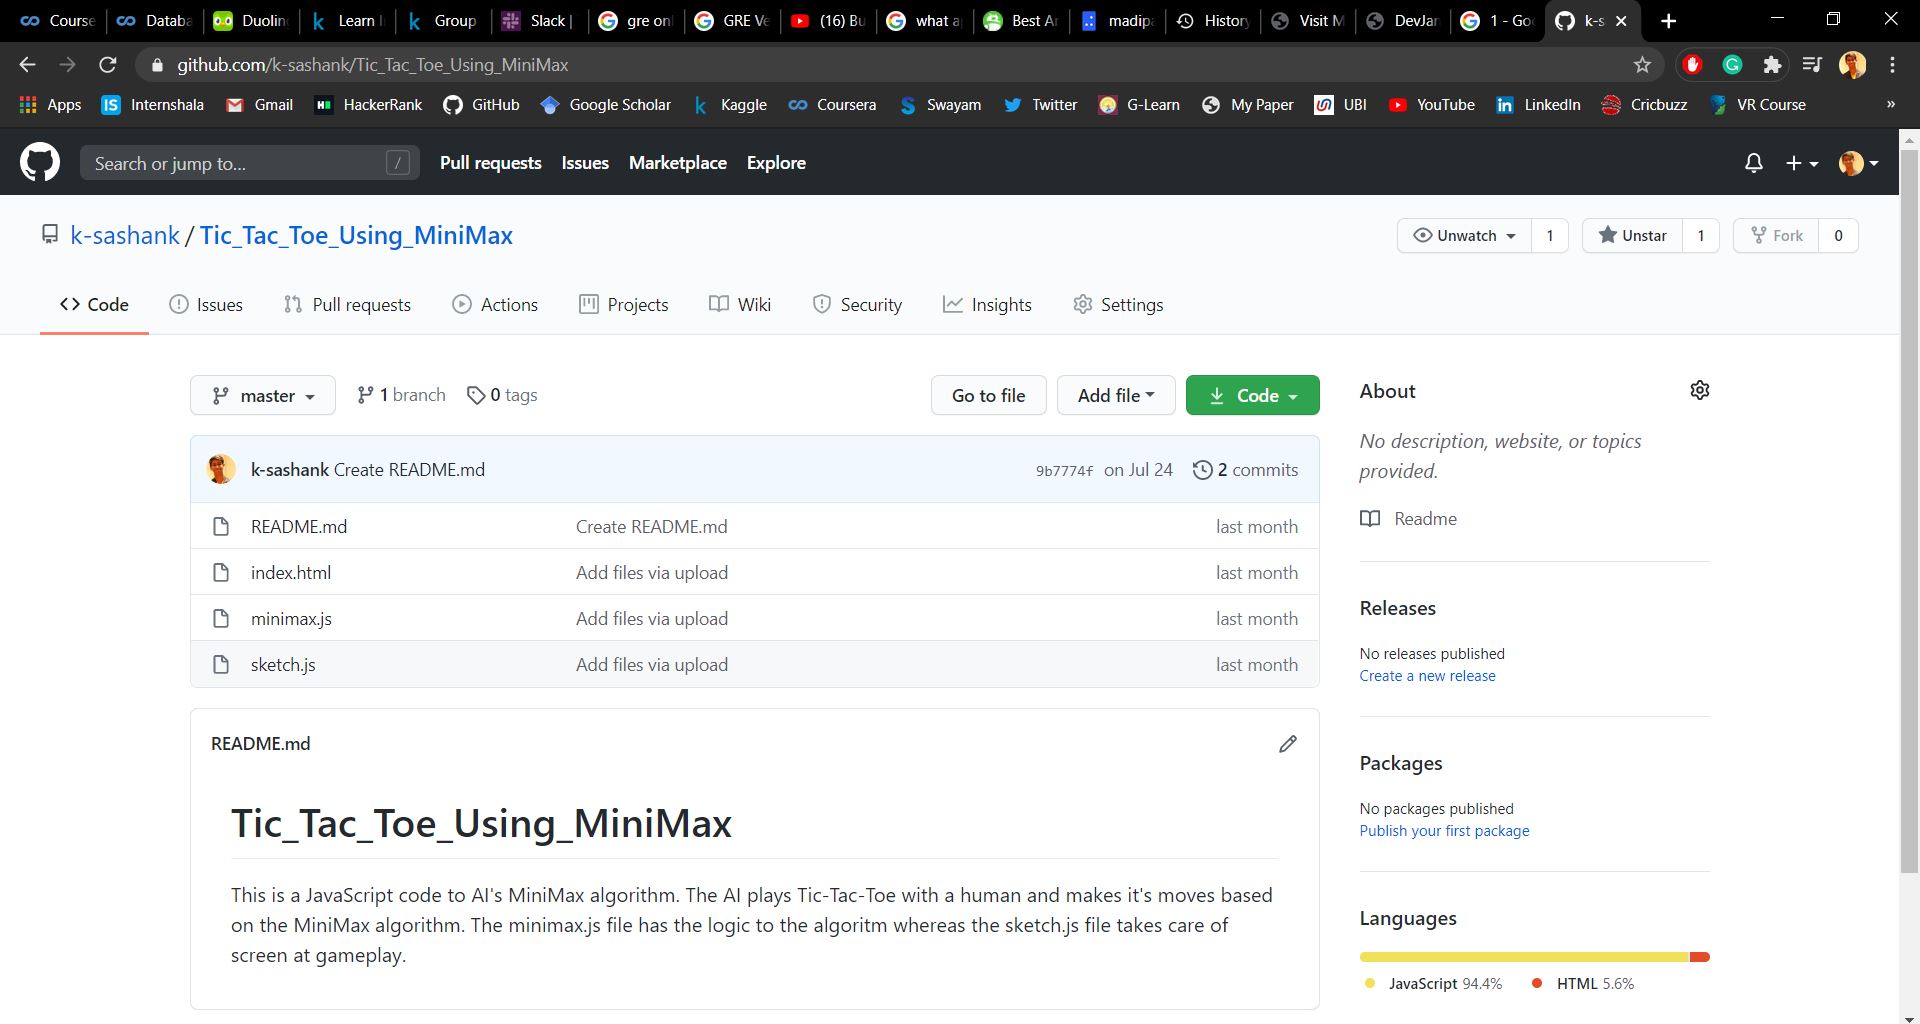 Course Databa Duoling Learn I Group Slack | gre onl GRE Ve (16) Bu what a Best Ar madipa History Visit M DevJan 1 - Goo k-s
github.com/k-sashank/Tic_Tac_Toe_Using_MiniMax
Apps Internshala Gmail HackerRank GitHub Google Scholar Kaggle Coursera Swayam Twitter G-Learn My Paper UBI YouTube LinkedIn Cricbuzz VR Course »
Search or jump to... / Pull requests Issues Marketplace Explore
k-sashank / Tic_Tac_Toe_Using_MiniMax Unwatch 1 Unstar 1 Fork 0
Code Issues Pull requests Actions Projects Wiki Security Insights Settings
master 1 branch 0 tags Go to file Add file Code
k-sashank Create README.md 9b7774f on Jul 24 2 commits
README.md Create README.md last month
index.html Add files via upload last month
minimax.js Add files via upload last month
sketch.js Add files via upload last month
README.md
Tic_Tac_Toe_Using_MiniMax
This is a JavaScript code to AI's MiniMax algorithm. The AI plays Tic-Tac-Toe with a human and makes it's moves based
on the MiniMax algorithm. The minimax.js file has the logic to the algoritm whereas the sketch.js file takes care of
screen at gameplay.
About
No description, website, or topics
provided.
Readme
Releases
No releases published
Create a new release
Packages
No packages published
Publish your first package
Languages
JavaScript 94.4% HTML 5.6%